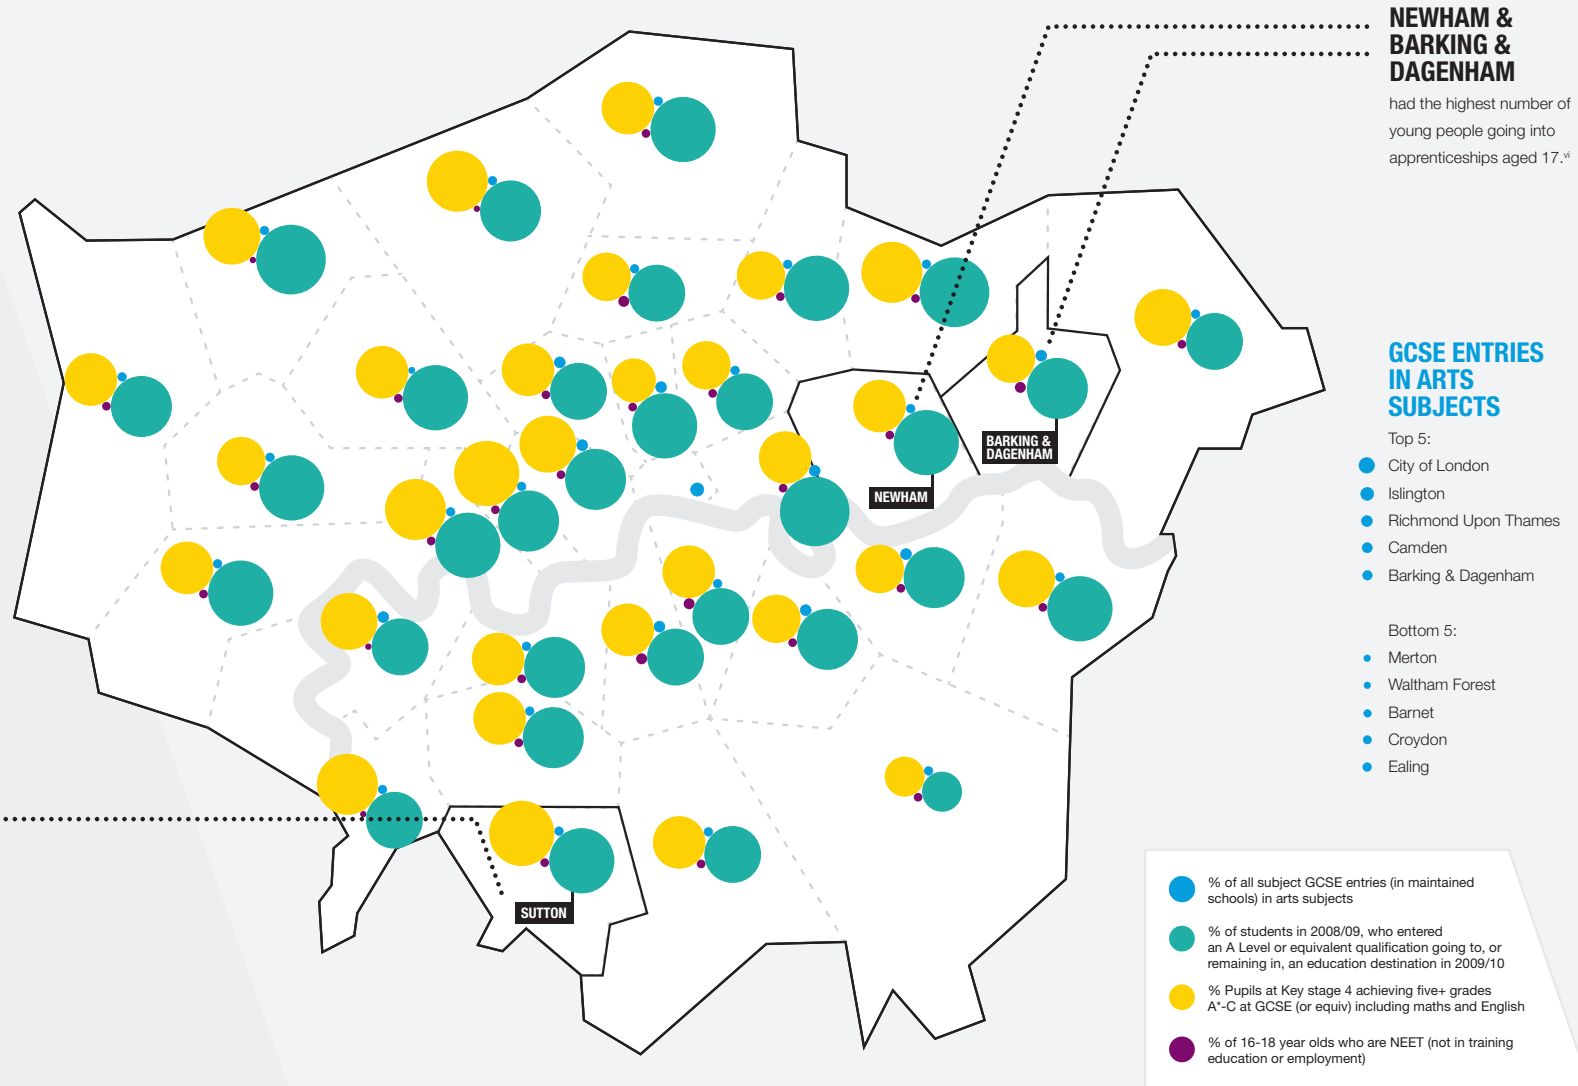 NEWHAM &
BARKING &
DAGENHAM
had the highest number of
young people going into
apprenticeships aged 17.vi
GCSE ENTRIES
IN ARTS
SUBJECTS
Top 5:
City of London
Islington
Richmond Upon Thames
Camden
Barking & Dagenham
Bottom 5:
Merton
Waltham Forest
Barnet
Croydon
Ealing
BARKING &
DAGENHAM
NEWHAM
SUTTON
% of all subject GCSE entries (in maintained
schools) in arts subjects
% of students in 2008/09, who entered
an A Level or equivalent qualification going to, or
remaining in, an education destination in 2009/10
% Pupils at Key stage 4 achieving five+ grades
A*-C at GCSE (or equiv) including maths and English
% of 16-18 year olds who are NEET (not in training
education or employment)